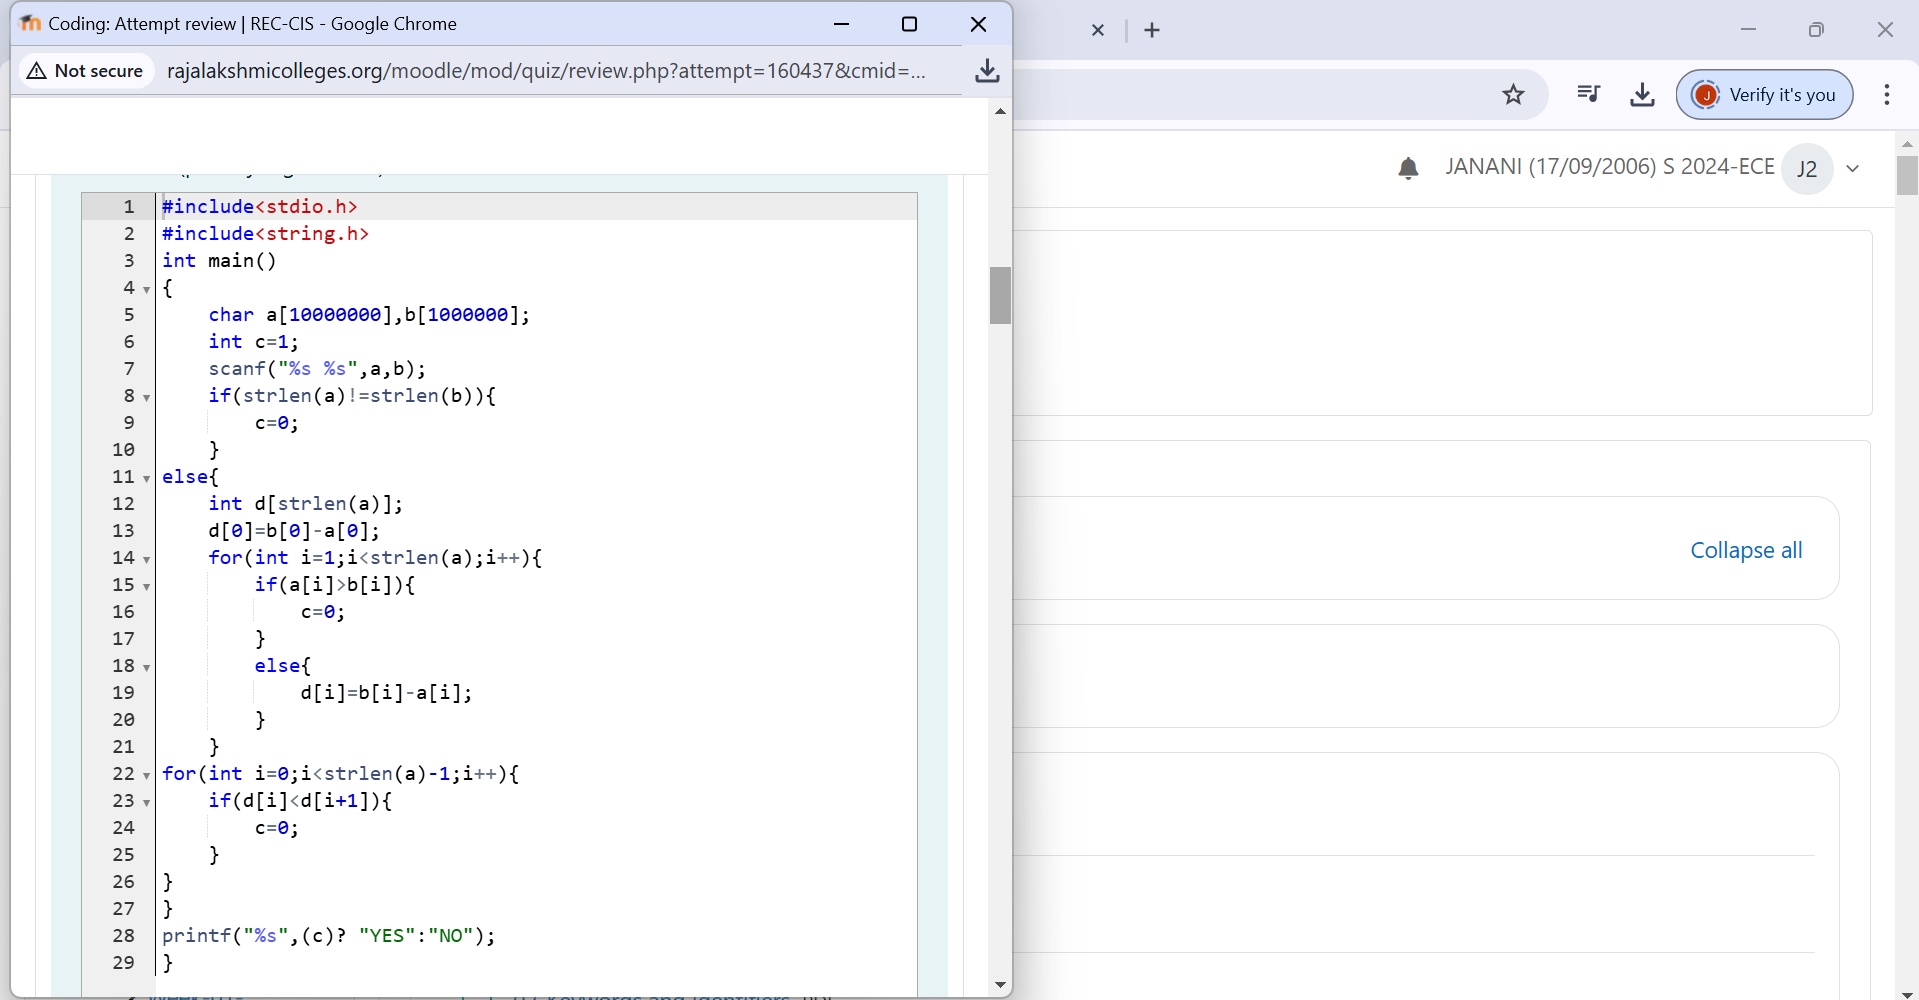 Coding: Attempt review | REC-CIS - Google Chrome
Not secure
rajalakshmicolleges.org/moodle/mod/quiz/review.php?attempt=160437&cmid=...
Verify it's you
JANANI (17/09/2006) S 2024-ECE
J2
1 #include<stdio.h>
2 #include<string.h>
3 int main()
4 {
5     char a[10000000],b[1000000];
6     int c=1;
7     scanf("%s %s",a,b);
8     if(strlen(a)!=strlen(b)){
9         c=0;
10     }
11 else{
12     int d[strlen(a)];
13     d[0]=b[0]-a[0];
14     for(int i=1;i<strlen(a);i++){
15         if(a[i]>b[i]){
16             c=0;
17         }
18         else{
19             d[i]=b[i]-a[i];
20         }
21     }
22 for(int i=0;i<strlen(a)-1;i++){
23     if(d[i]<d[i+1]){
24         c=0;
25     }
26 }
27 }
28 printf("%s",(c)? "YES":"NO");
29 }
Collapse all